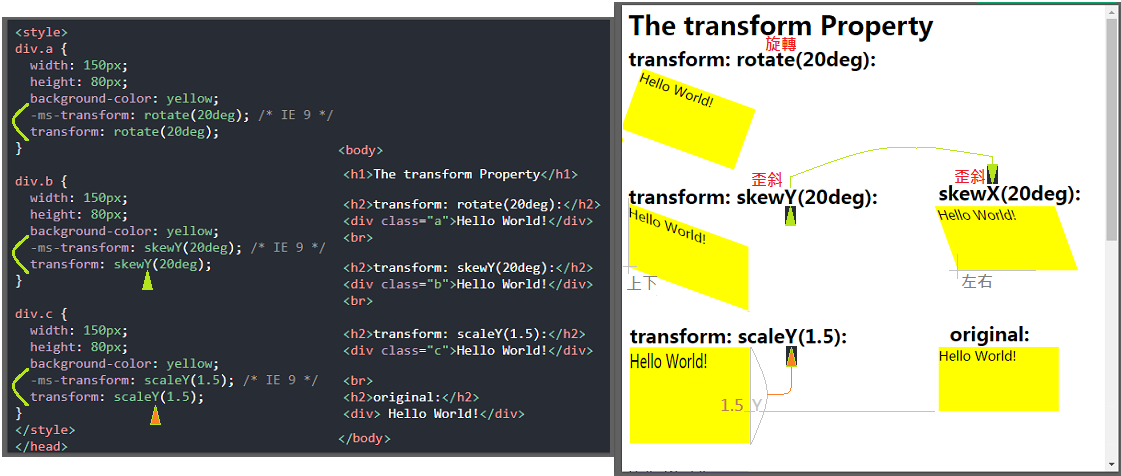 <style>
div.a {
width: 150px;
height: 80px;
background-color: yellow;
-ms-transform: rotate(20deg); /* IE 9 */
transform: rotate(20deg);
}
div.b {
width: 150px;
height: 80px;
background-color: yellow;
-ms-transform: skewY(20deg); /* IE 9 */
transform: skewY(20deg);
}
div.c {
width: 150px;
height: 80px;
background-color: yellow;
-ms-transform: scaleY(1.5); /* IE 9 */
transform: scaleY(1.5);
}
</style>
</head>
<body>
<h1>The transform Property</h1>
<h2>transform: rotate(20deg):</h2>
<div class="a">Hello World!</div>
<br>
<h2>transform: skewY(20deg):</h2>
<div class="b">Hello World!</div>
<br>
<h2>transform: scaleY(1.5):</h2>
<div class="c">Hello World!</div>
<br>
<h2>original:</h2>
<div> Hello World!</div>
</body>
The transform Property
旋轉
transform: rotate(20deg):
Hello World!
歪斜
transform: skewY(20deg):
Hello World!
上下
歪斜
skewX(20deg):
Hello World!
左右
transform: scaleY(1.5):
Hello World!
1.5 Y
original:
Hello World!